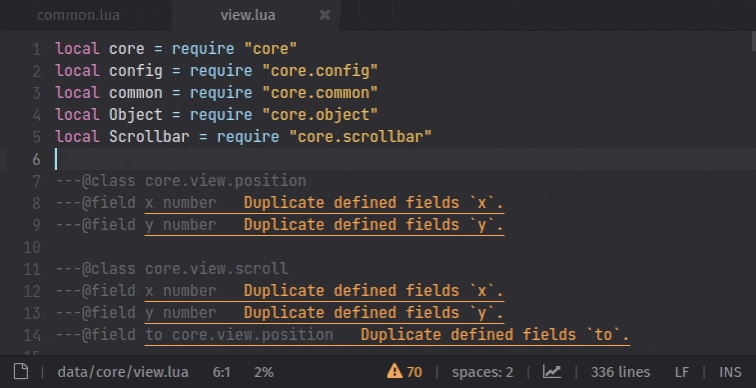 common.lua view.lua ×
1 local core = require "core"
2 local config = require "core.config"
3 local common = require "core.common"
4 local Object = require "core.object"
5 local Scrollbar = require "core.scrollbar"
6
7 ---@class core.view.position
8 ---@field x number Duplicate defined fields `x`.
9 ---@field y number Duplicate defined fields `y`.
10
11 ---@class core.view.scroll
12 ---@field x number Duplicate defined fields `x`.
13 ---@field y number Duplicate defined fields `y`.
14 ---@field to core.view.position Duplicate defined fields `to`.
data/core/view.lua 6:1 2% 70 | spaces: 2 | | 336 lines LF | INS